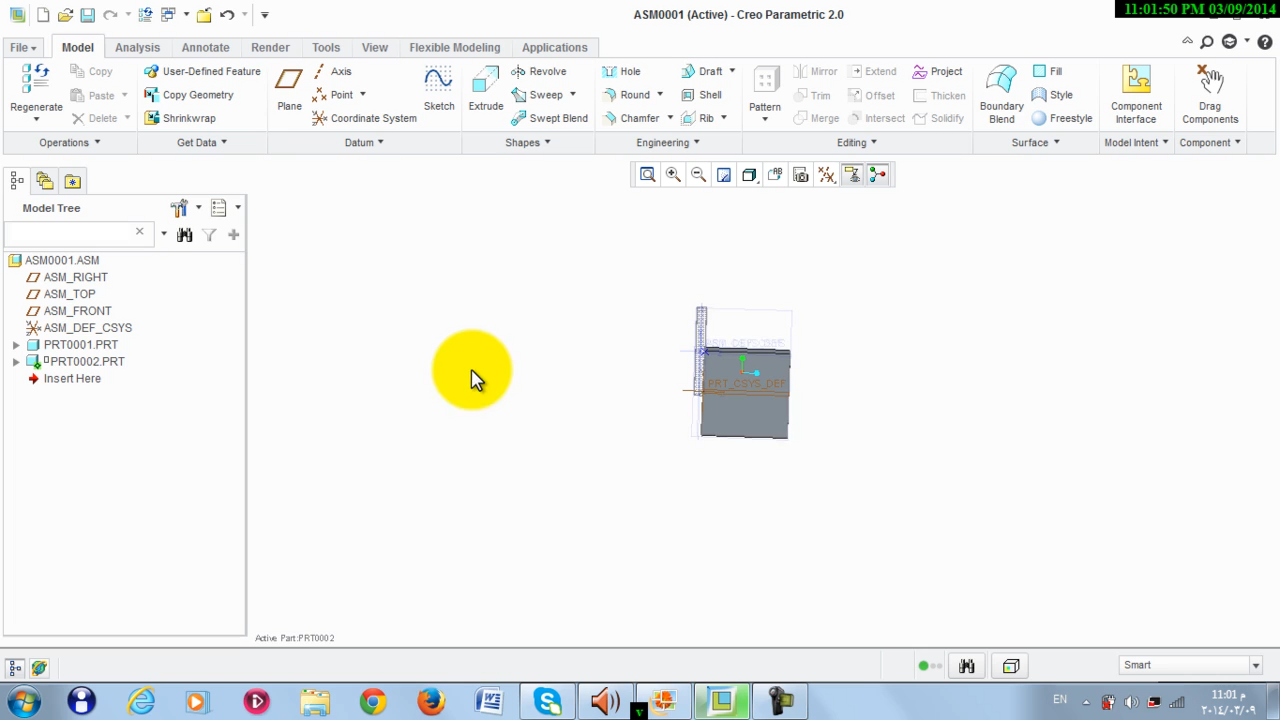 11:01:50 PM 03/09/2014
ASM0001 (Active) - Creo Parametric 2.0
File Model Analysis Annotate Render Tools View Flexible Modeling Applications
Regenerate
Copy
Paste
Delete
User-Defined Feature
Copy Geometry
Shrinkwrap
Plane
Axis
Point
Coordinate System
Sketch
Extrude
Revolve
Sweep
Swept Blend
Hole
Round
Chamfer
Draft
Shell
Rib
Pattern
Mirror
Trim
Merge
Extend
Offset
Intersect
Project
Thicken
Solidify
Boundary
Blend
Fill
Style
Freestyle
Component
Interface
Drag
Components
Operations Get Data Datum Shapes Engineering Editing Surface Model Intent Component
Model Tree
ASM0001.ASM
ASM_RIGHT
ASM_TOP
ASM_FRONT
ASM_DEF_CSYS
PRT0001.PRT
PRT0002.PRT
Insert Here
PRT_CSYS_DEF
Active Part:PRT0002
Smart
EN
11:01 م
٢٠١٤/٠٣/٠٩